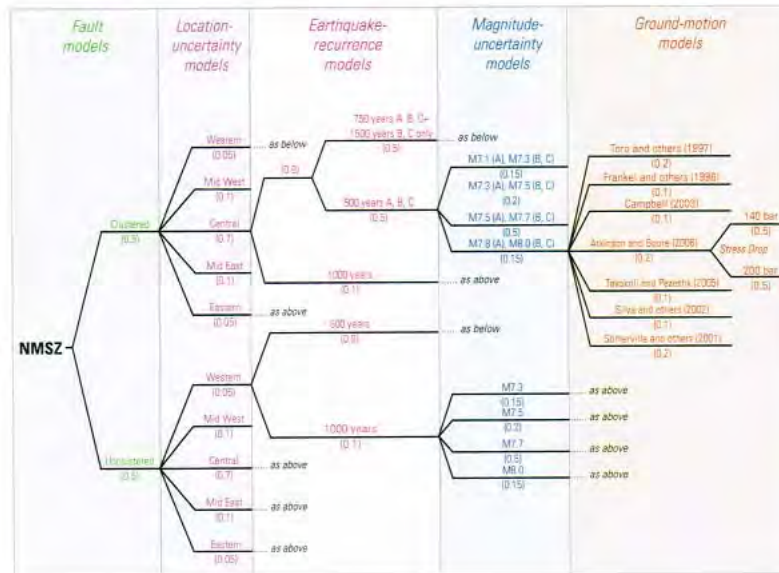 Fault
models
Location-
uncertainty
models
Earthquake-
recurrence
models
Magnitude-
uncertainty
models
Ground-motion
models
NMSZ
Clustered
(0.5)
Unclustered
(0.5)
Western
(0.05)
..... as below
Mid West
(0.1)
Central
(0.7)
Mid East
(0.1)
Eastern
(0.05)
..... as above
Western
(0.05)
Mid West
(0.1)
Central
(0.7)
..... as above
Mid East
(0.1)
..... as above
Eastern
(0.05)
..... as above
750 years A, B, C–
1500 years B, C only
(0.5)
..... as below
500 years A, B, C
(0.5)
1000 years
(0.1)
..... as above
500 years
(0.9)
..... as below
1000 years
(0.1)
M7.1 (A), M7.3 (B, C)
(0.15)
M7.3 (A), M7.5 (B, C)
(0.2)
M7.5 (A), M7.7 (B, C)
(0.5)
M7.8 (A), M8.0 (B, C)
(0.15)
M7.3
(0.15)
..... as above
M7.5
(0.2)
..... as above
M7.7
(0.5)
..... as above
M8.0
(0.15)
..... as above
Toro and others (1997)
(0.2)
Frankel and others (1996)
(0.1)
Campbell (2003)
(0.1)
Atkinson and Boore (2006)
(0.2)
140 bar
(0.5)
Stress Drop
200 bar
(0.5)
Tavakoli and Pezeshk (2005)
(0.1)
Silva and others (2002)
(0.1)
Somerville and others (2001)
(0.2)